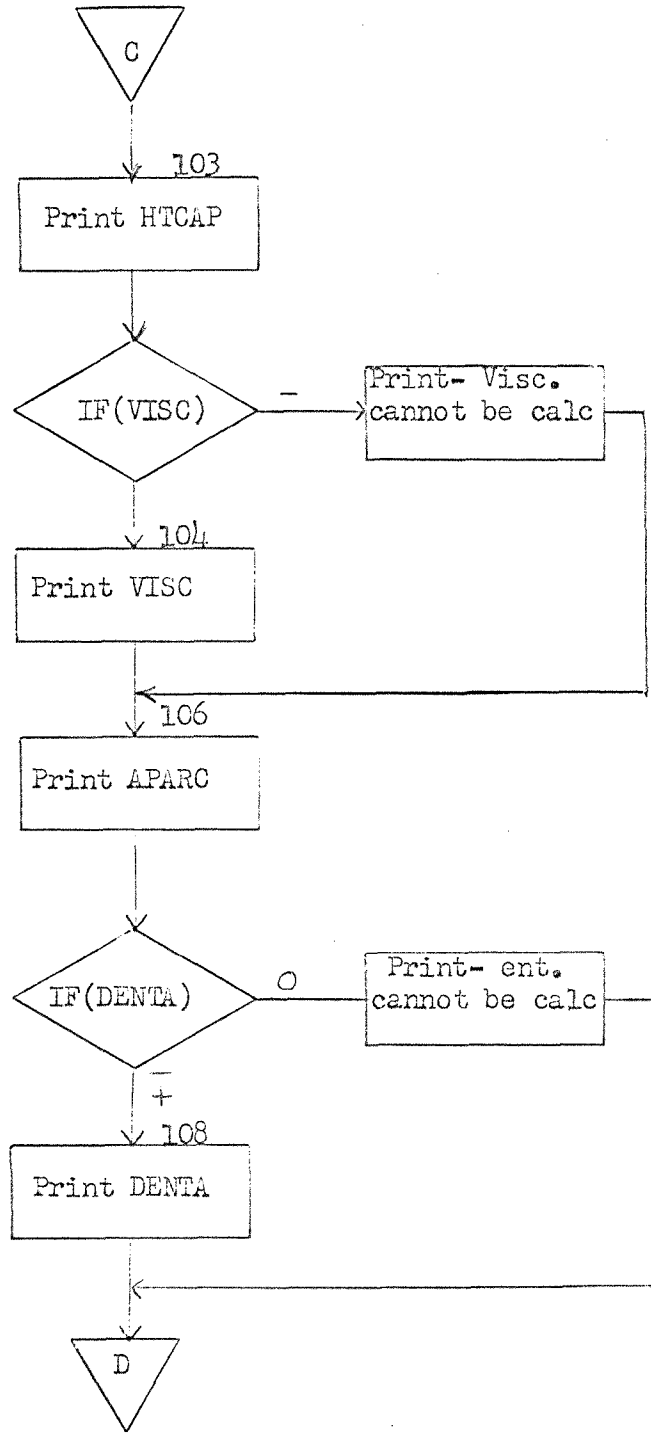 C
103
Print HTCAP
IF(VISC)
-
Print- Visc.
cannot be calc
104
Print VISC
106
Print APARC
IF(DENTA)
0
Print- ent.
cannot be calc
-
+
108
Print DENTA
D